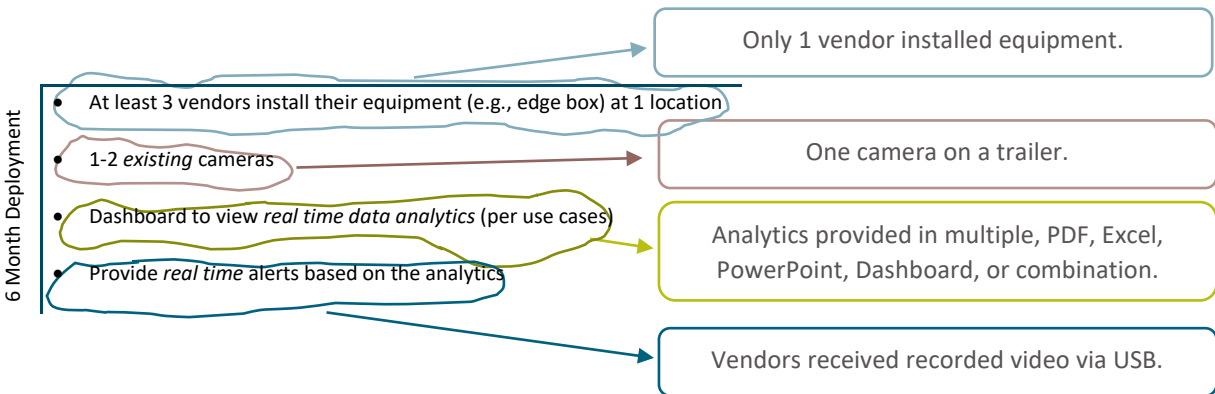 Only 1 vendor installed equipment.
6 Month Deployment
• At least 3 vendors install their equipment (e.g., edge box) at 1 location
• 1-2 existing cameras
One camera on a trailer.
• Dashboard to view real time data analytics (per use cases)
Analytics provided in multiple, PDF, Excel,
PowerPoint, Dashboard, or combination.
• Provide real time alerts based on the analytics
Vendors received recorded video via USB.